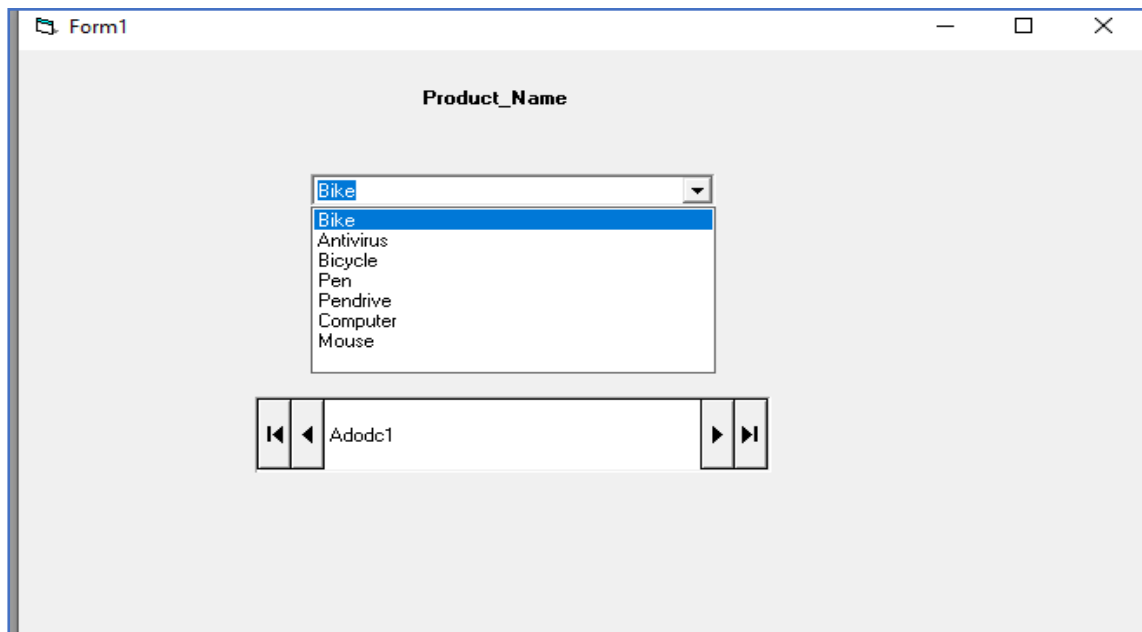 Form1
Product_Name
Bike
Bike
Antivirus
Bicycle
Pen
Pendrive
Computer
Mouse
Adodc1